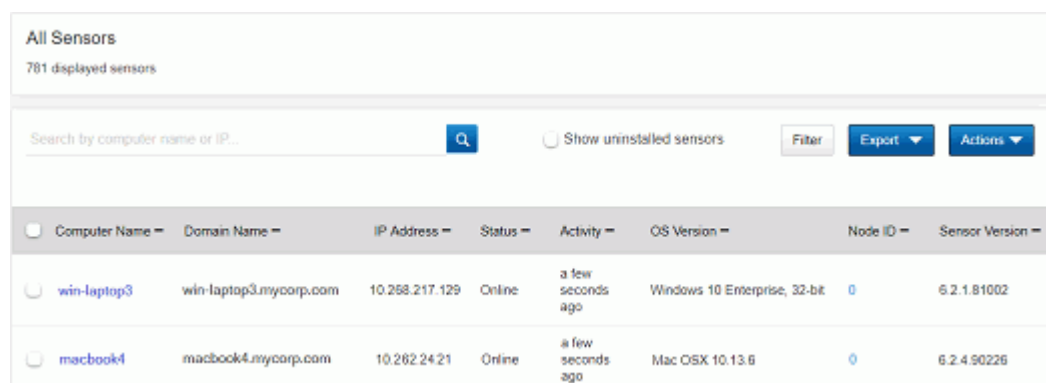 All Sensors
781 displayed sensors
Search by computer name or IP...
Show uninstalled sensors
Filter
Export
Actions
Computer Name Domain Name IP Address Status Activity OS Version Node ID Sensor Version
win-laptop3 win-laptop3.mycorp.com 10.268.217.129 Online a few seconds ago Windows 10 Enterprise, 32-bit 0 6.2.1.81002
macbook4 macbook4.mycorp.com 10.262.24.21 Online a few seconds ago Mac OSX 10.13.6 0 6.2.4.90226